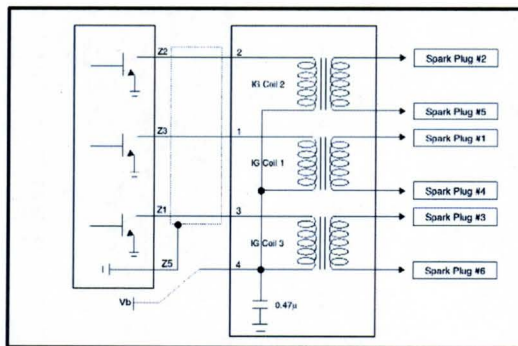 Z2 2 Spark Plug #2
IG Coil 2
Spark Plug #5
Z3 1 Spark Plug #1
IG Coil 1
Spark Plug #4
Z1 3 Spark Plug #3
IG Coil 3
Z5 4 Spark Plug #6
Vb 0.47µ